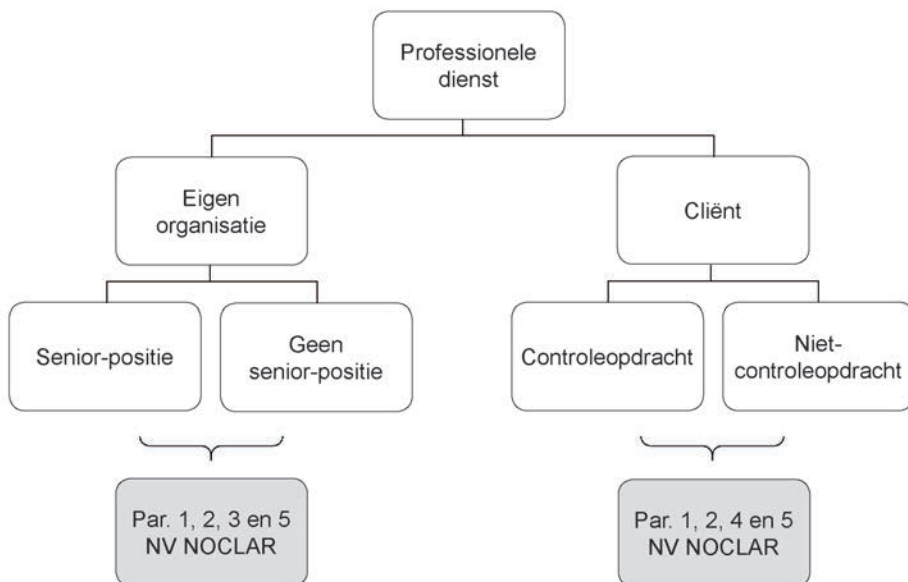 Professionele
dienst
Eigen
organisatie
Cliënt
Senior-positie
Geen
senior-positie
Controleopdracht
Niet-
controleopdracht
Par. 1, 2, 3 en 5
NV NOCLAR
Par. 1, 2, 4 en 5
NV NOCLAR